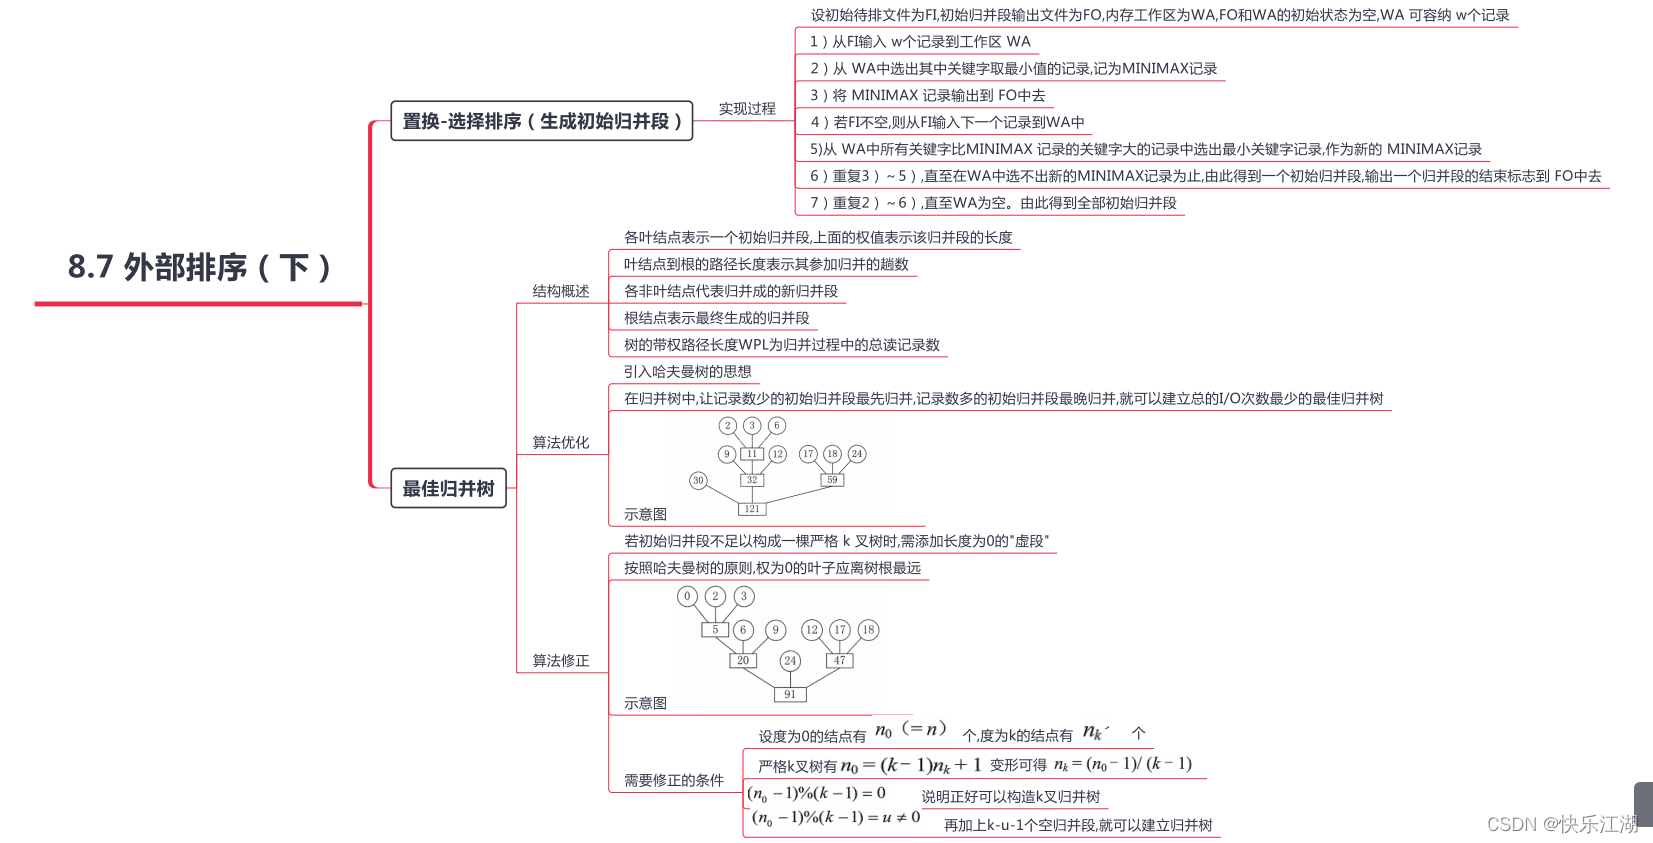 设初始待排文件为FI,初始归并段输出文件为FO,内存工作区为WA,FO和WA的初始状态为空,WA 可容纳 w个记录
1）从FI输入 w个记录到工作区 WA
2）从 WA中选出其中关键字取最小值的记录,记为MINIMAX记录
3）将 MINIMAX 记录输出到 FO中去
实现过程
置换-选择排序（生成初始归并段）
4）若FI不空,则从FI输入下一个记录到WA中
5)从 WA中所有关键字比MINIMAX 记录的关键字大的记录中选出最小关键字记录,作为新的 MINIMAX记录
6）重复3）~5）,直至在WA中选不出新的MINIMAX记录为止,由此得到一个初始归并段,输出一个归并段的结束标志到 FO中去
7）重复2）~6）,直至WA为空。由此得到全部初始归并段
8.7 外部排序（下）
各叶结点表示一个初始归并段,上面的权值表示该归并段的长度
叶结点到根的路径长度表示其参加归并的趟数
结构概述
各非叶结点代表归并成的新归并段
根结点表示最终生成的归并段
树的带权路径长度WPL为归并过程中的总读记录数
引入哈夫曼树的思想
在归并树中,让记录数少的初始归并段最先归并,记录数多的初始归并段最晚归并,就可以建立总的I/O次数最少的最佳归并树
算法优化
2 3 6
9 11 12 17 18 24
30 32 59
121
示意图
最佳归并树
若初始归并段不足以构成一棵严格 k 叉树时,需添加长度为0的"虚段"
按照哈夫曼树的原则,权为0的叶子应离树根最远
0 2 3
5 6 9 12 17 18
20 24 47
91
算法修正
示意图
设度为0的结点有 n₀（=n） 个,度为k的结点有 nₖ 个
严格k叉树有 n₀=(k−1)nₖ+1 变形可得 nₖ=(n₀−1)/(k−1)
需要修正的条件
(n₀−1)%(k−1)=0 说明正好可以构造k叉归并树
(n₀−1)%(k−1)=u≠0 再加上k-u-1个空归并段,就可以建立归并树
CSDN @快乐江湖